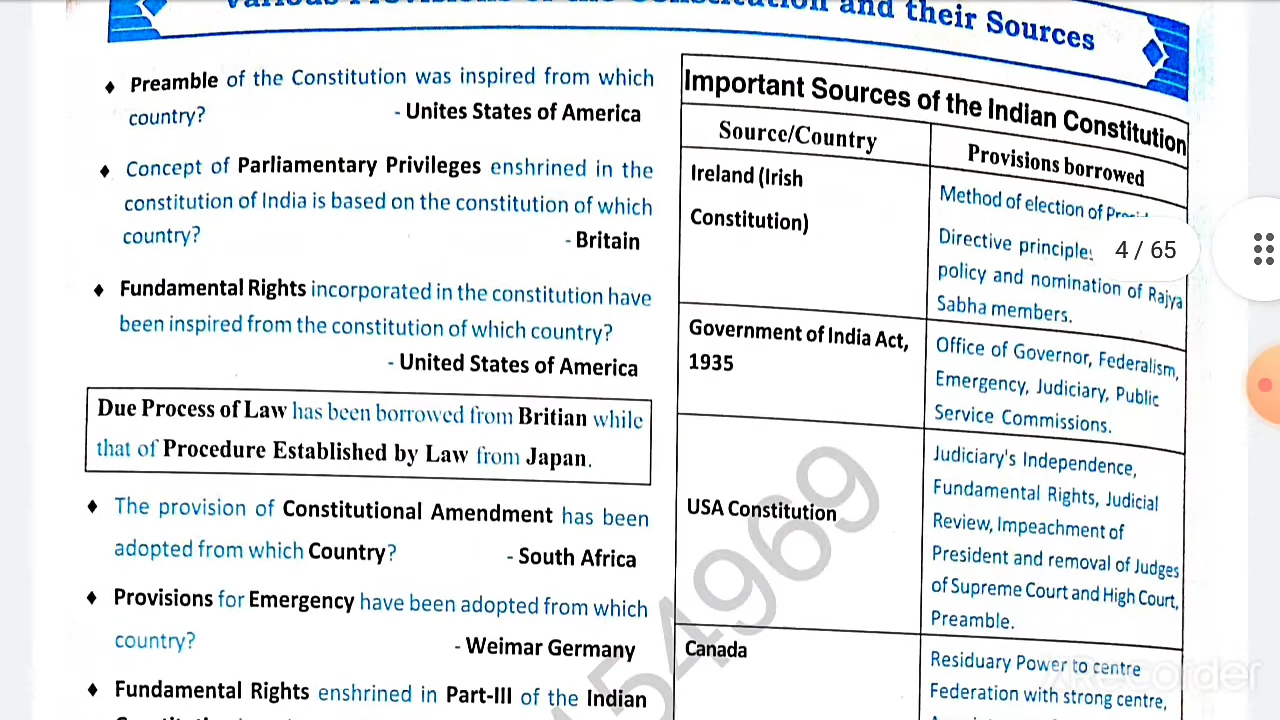 Various Provisions of the Constitution and their Sources
♦ Preamble of the Constitution was inspired from which
country? - Unites States of America
♦ Concept of Parliamentary Privileges enshrined in the
constitution of India is based on the constitution of which
country? - Britain
♦ Fundamental Rights incorporated in the constitution have
been inspired from the constitution of which country?
- United States of America
Due Process of Law has been borrowed from Britian while
that of Procedure Established by Law from Japan.
♦ The provision of Constitutional Amendment has been
adopted from which Country? - South Africa
♦ Provisions for Emergency have been adopted from which
country? - Weimar Germany
♦ Fundamental Rights enshrined in Part-III of the Indian
Important Sources of the Indian Constitution
Source/Country
Provisions borrowed
Ireland (Irish
Constitution)
Method of election of
Directive principles
policy and nomination of Rajya
Sabha members.
Government of India Act,
1935
Office of Governor, Federalism,
Emergency, Judiciary, Public
Service Commissions.
USA Constitution
Judiciary's Independence,
Fundamental Rights, Judicial
Review, Impeachment of
President and removal of Judges
of Supreme Court and High Court,
Preamble.
Canada
Residuary Power to centre
Federation with strong centre,
4 / 65
54969
XRecorder